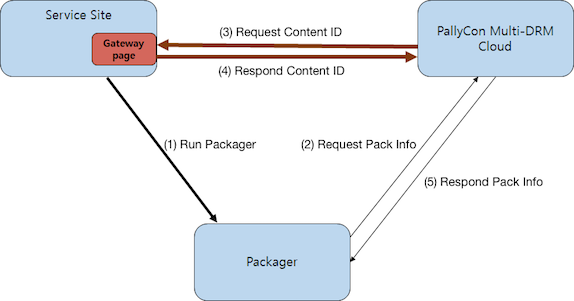 Service Site
Gateway
page
(3) Request Content ID
(4) Respond Content ID
PallyCon Multi-DRM
Cloud
(1) Run Packager
(2) Request Pack Info
(5) Respond Pack Info
Packager